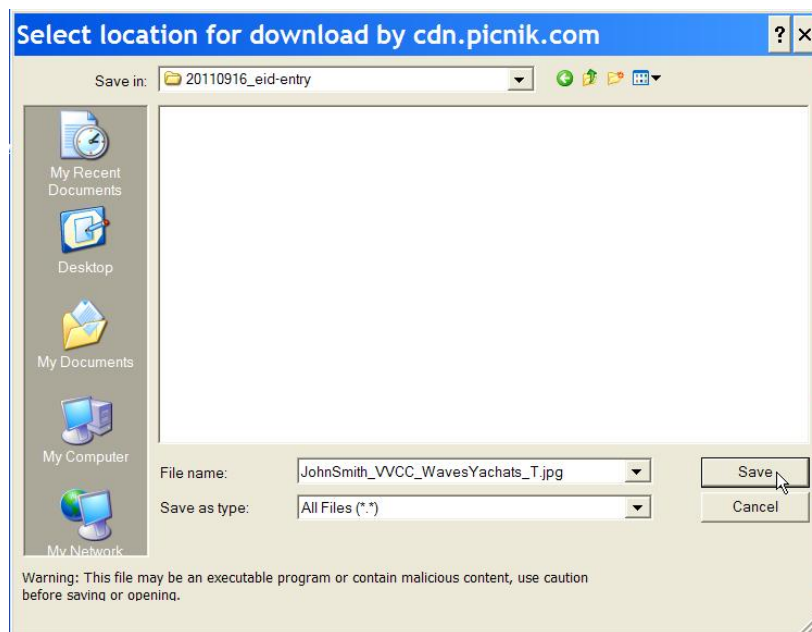 Select location for download by cdn.picnik.com
Save in:
20110916_eid-entry
My Recent
Documents
Desktop
My Documents
My Computer
My Network
File name:
JohnSmith_VVCC_WavesYachats_T.jpg
Save
Save as type:
All Files (*.*)
Cancel
Warning: This file may be an executable program or contain malicious content, use caution
before saving or opening.